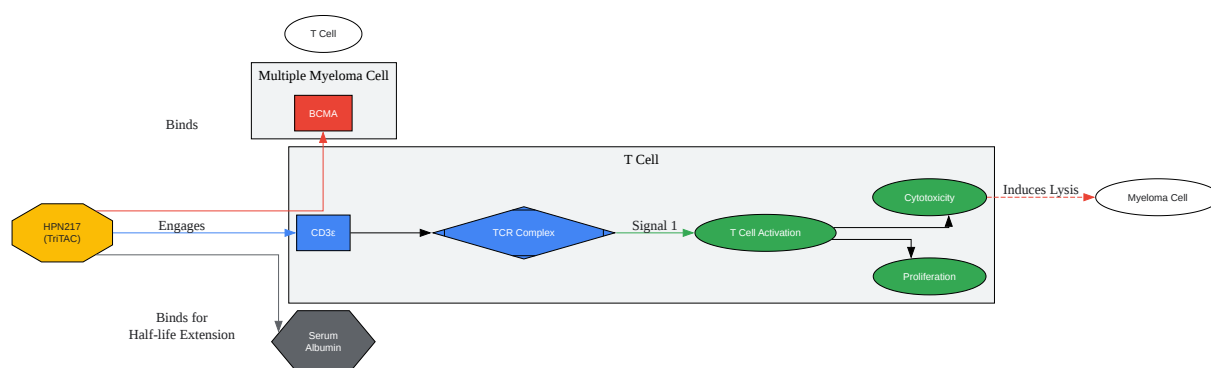 T Cell
Multiple Myeloma Cell
BCMA
Binds
T Cell
Cytotoxicity
Induces Lysis
Myeloma Cell
HPN217
(TriTAC)
Engages
CD3ε
TCR Complex
Signal 1
T Cell Activation
Proliferation
Binds for
Half-life Extension
Serum
Albumin